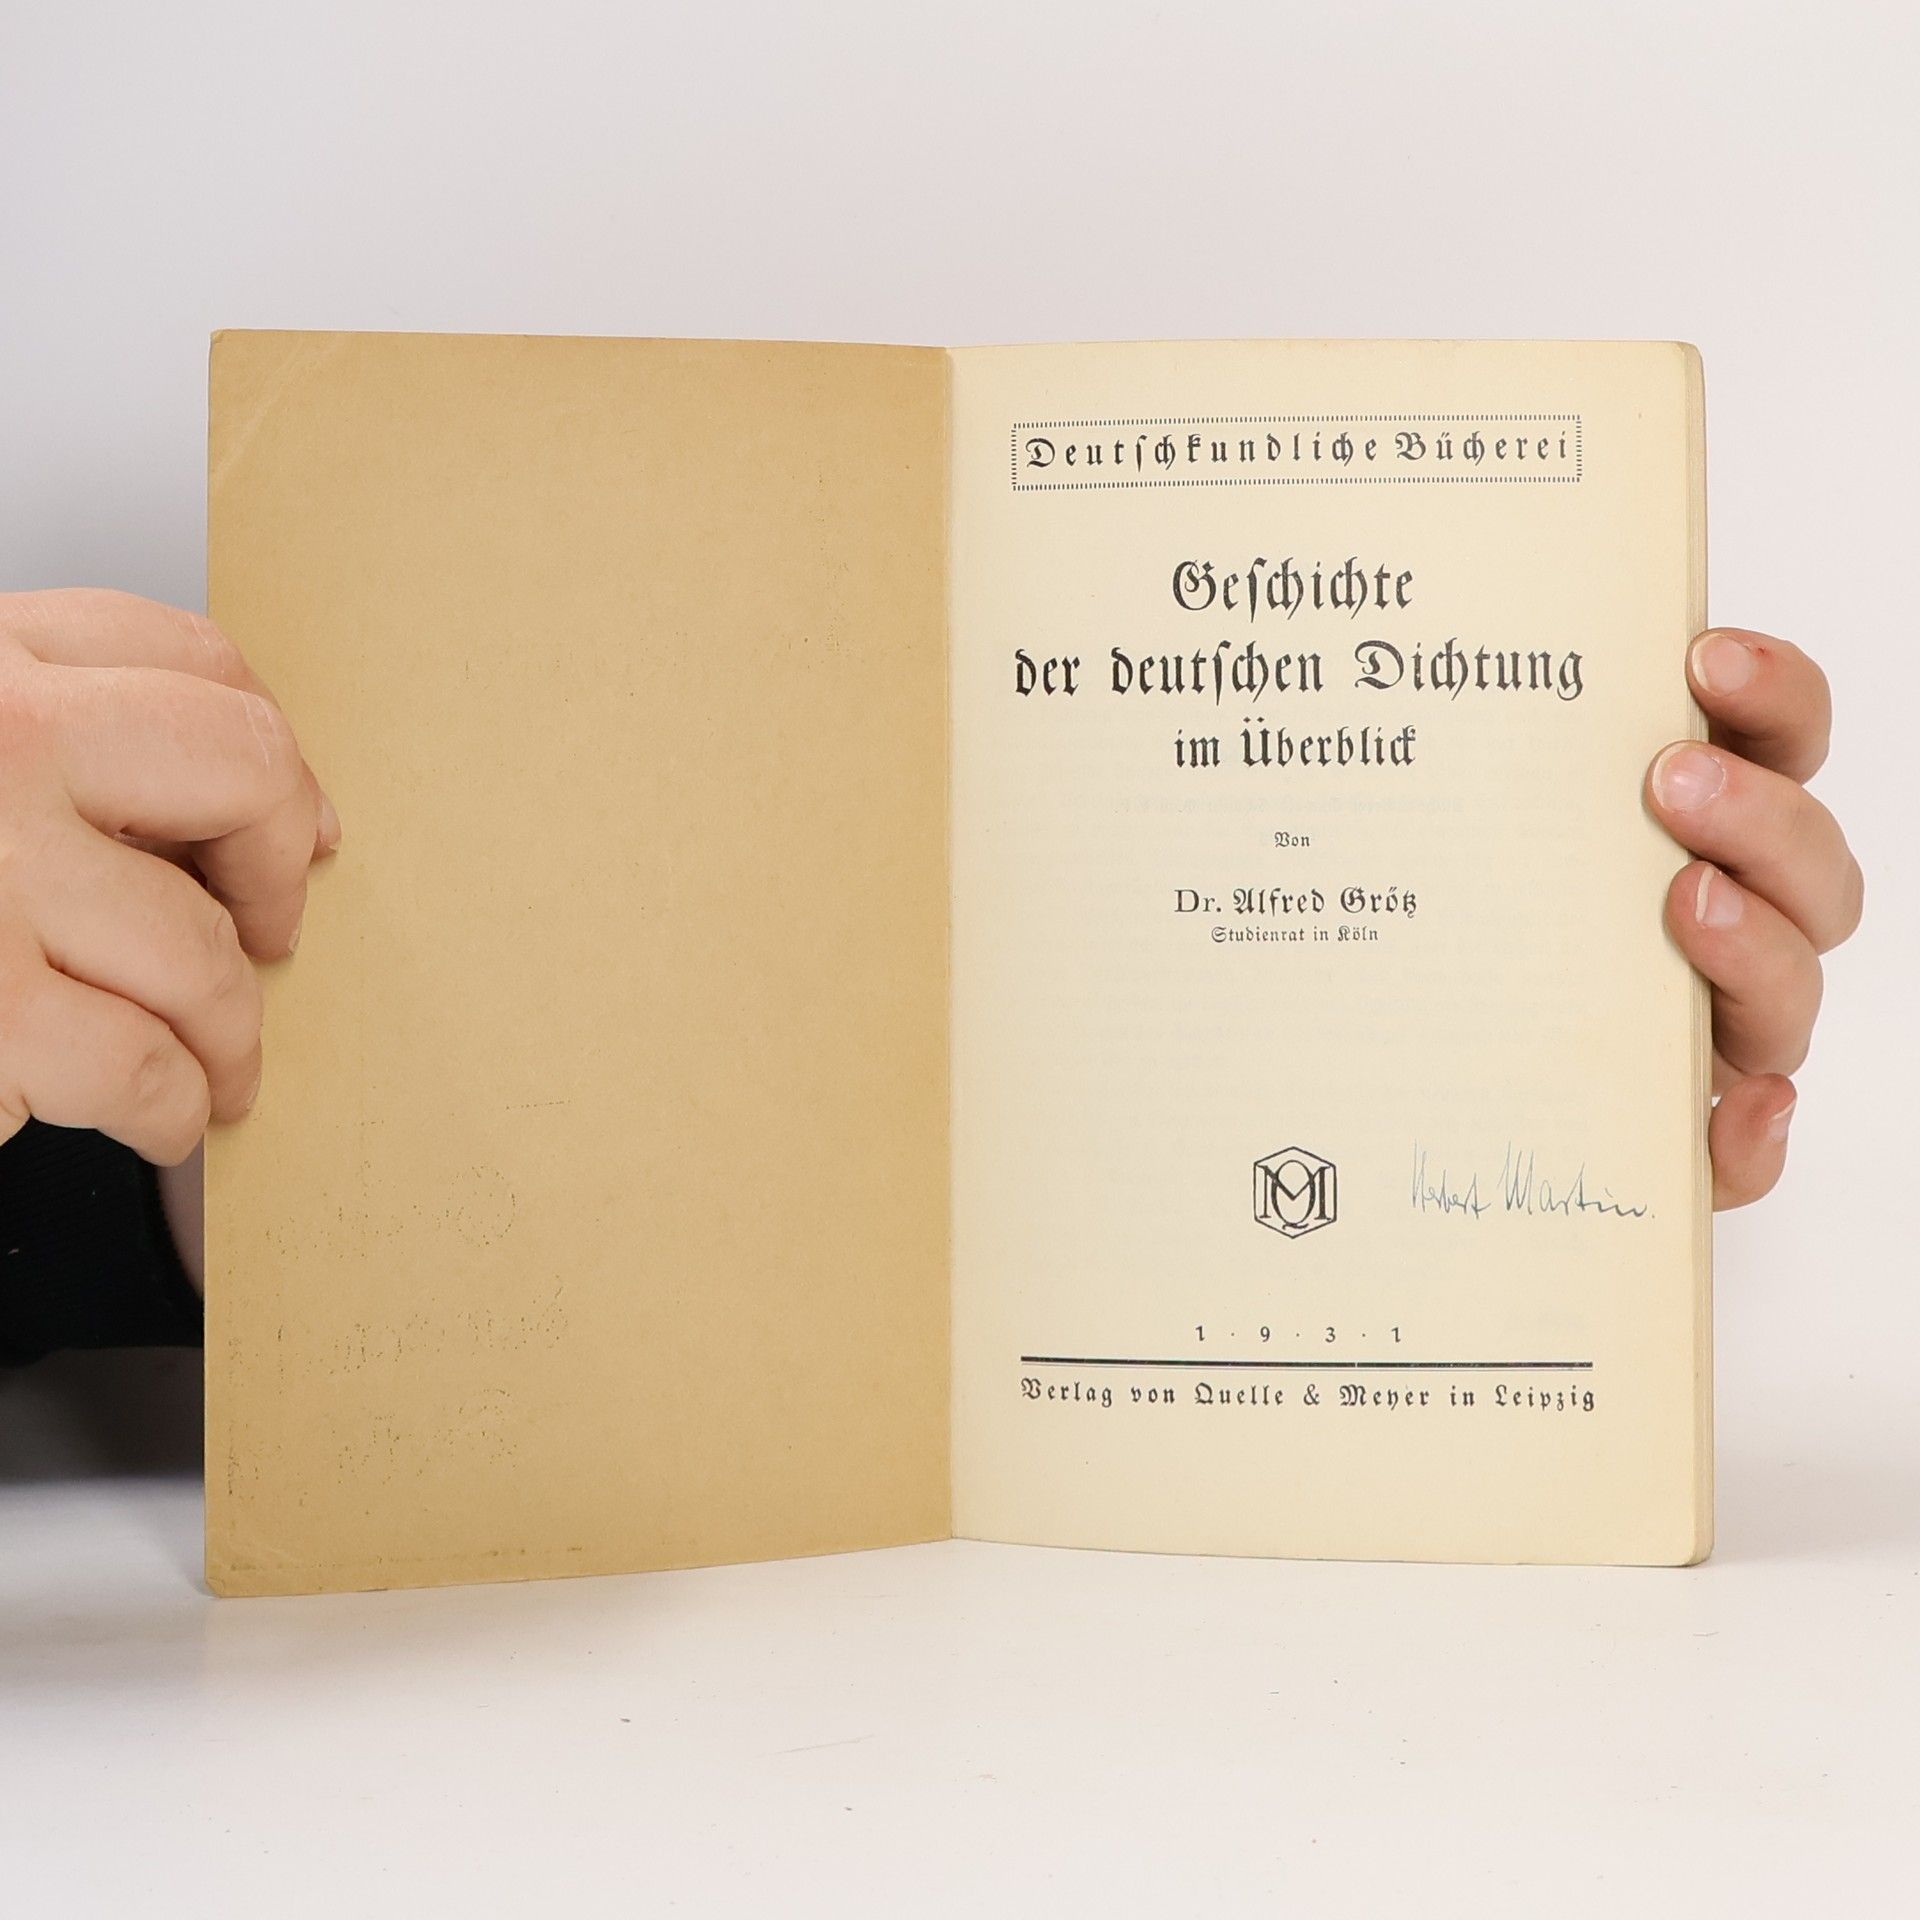 Deutſchkundliche Bücherei
Geſchichte
der deutſchen Dichtung
im Überblick
Von
Dr. Alfred Grötz
Studienrat in Köln
QM
Herbert Martin.
1 · 9 · 3 · 1
Verlag von Quelle & Meyer in Leipzig